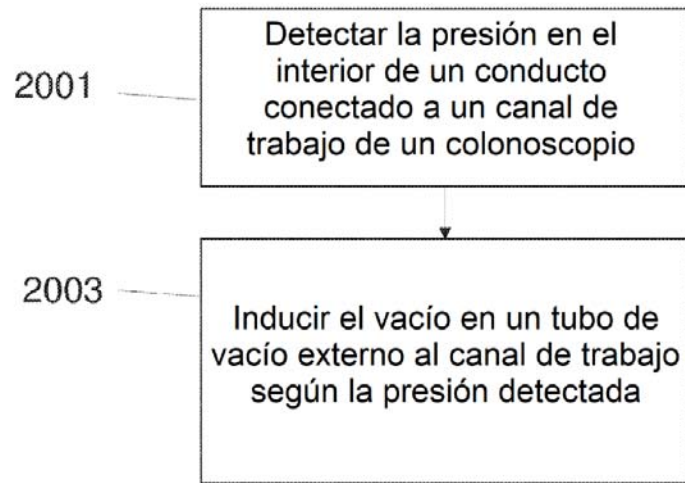 2001
Detectar la presión en el
interior de un conducto
conectado a un canal de
trabajo de un colonoscopio
2003
Inducir el vacío en un tubo de
vacío externo al canal de trabajo
según la presión detectada